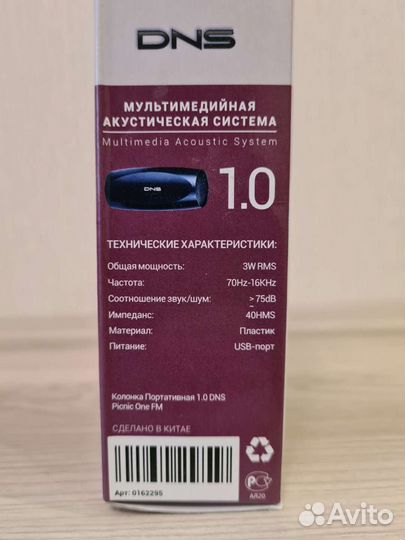 DNS
МУЛЬТИМЕДИЙНАЯ
АКУСТИЧЕСКАЯ СИСТЕМА
Multimedia Acoustic System
DNS
1.0
ТЕХНИЧЕСКИЕ ХАРАКТЕРИСТИКИ:
Общая мощность: 3W RMS
Частота: 70Hz-16KHz
Соотношение звук/шум: >75dB
Импеданс: 40HMS
Материал: Пластик
Питание: USB-порт
Колонка Портативная 1.0 DNS
Picnic One FM
СДЕЛАНО В КИТАЕ
Арт: 0162295
АЯ20
Avito